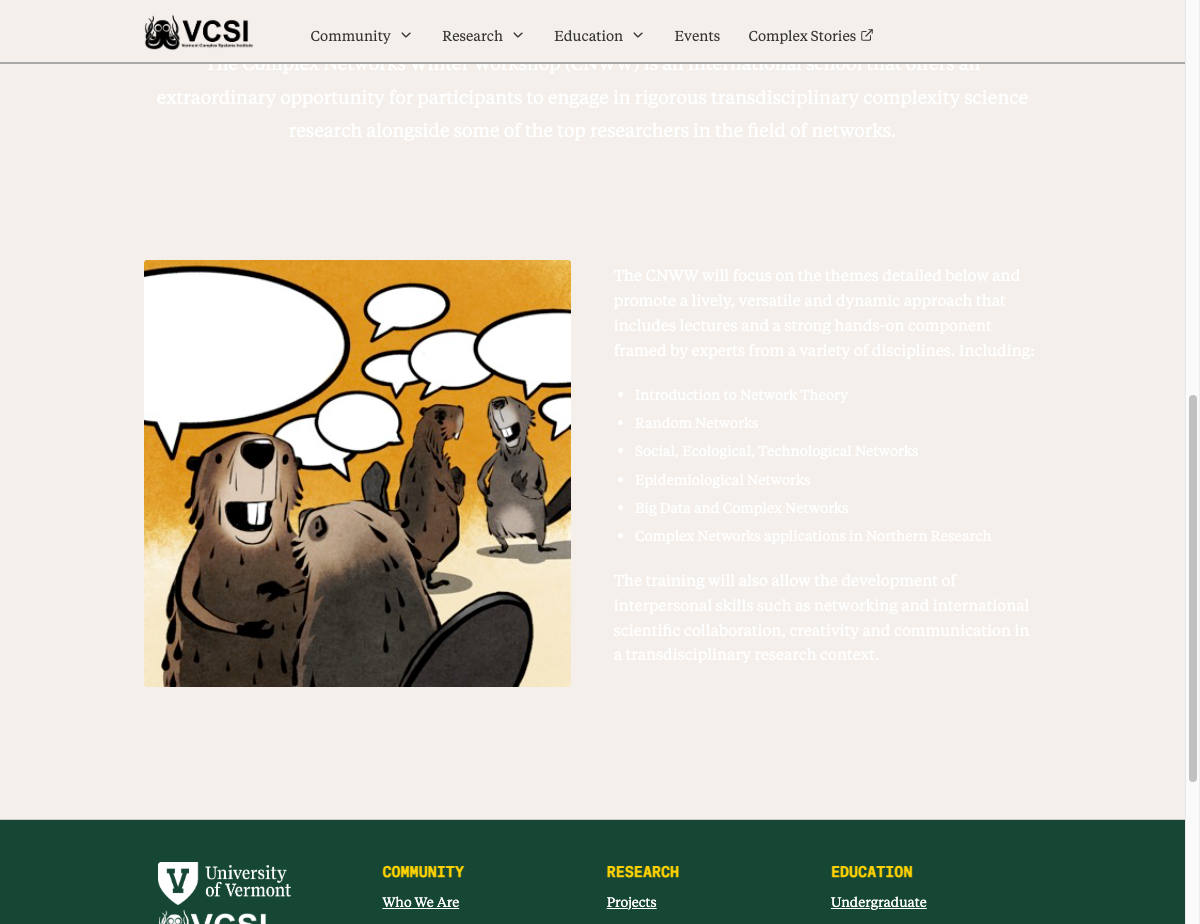 VCSI
Vermont Complex Systems Institute
Community
Research
Education
Events
Complex Stories
The Complex Networks Winter Workshop (CNWW) is an international school that offers an
extraordinary opportunity for participants to engage in rigorous transdisciplinary complexity science
research alongside some of the top researchers in the field of networks.
The CNWW will focus on the themes detailed below and
promote a lively, versatile and dynamic approach that
includes lectures and a strong hands-on component
framed by experts from a variety of disciplines. Including:
Introduction to Network Theory
Random Networks
Social, Ecological, Technological Networks
Epidemiological Networks
Big Data and Complex Networks
Complex Networks applications in Northern Research
The training will also allow the development of
interpersonal skills such as networking and international
scientific collaboration, creativity and communication in
a transdisciplinary research context.
V University
of Vermont
VCSI
COMMUNITY
Who We Are
RESEARCH
Projects
EDUCATION
Undergraduate